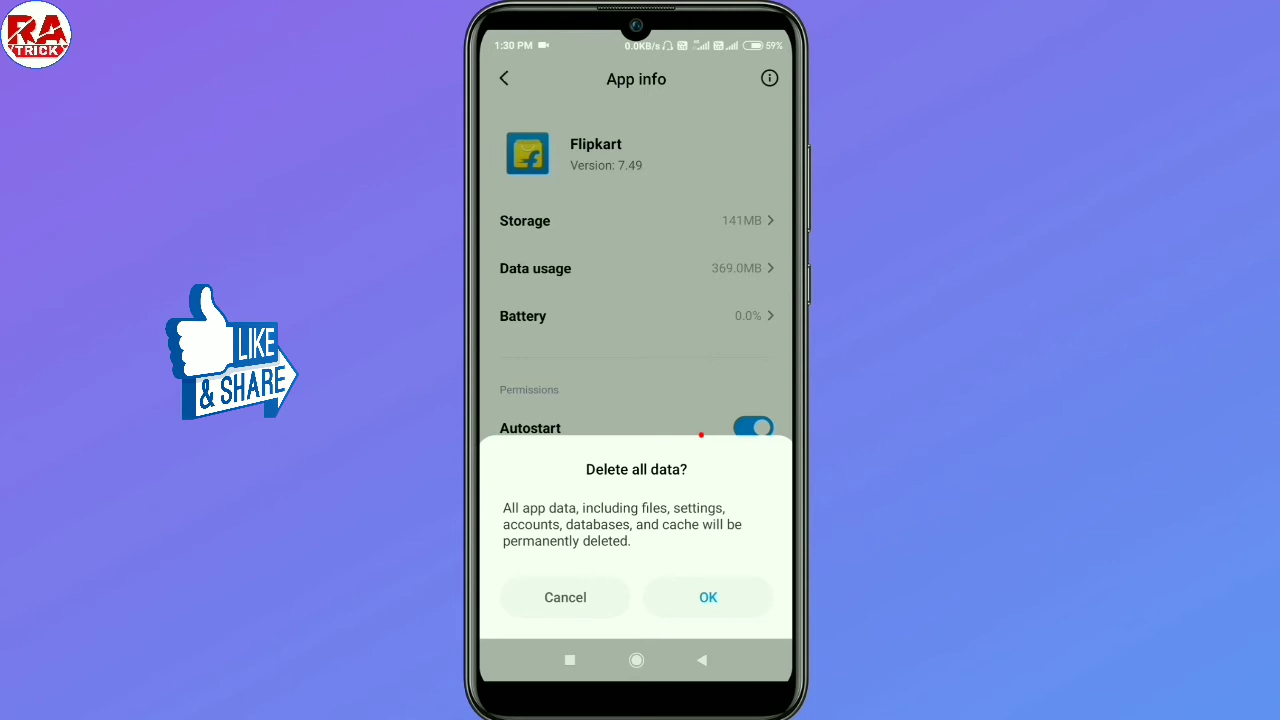 RA
TRICK
1:30 PM
0.0KB/s
59%
App info
Flipkart
Version: 7.49
Storage
141MB
Data usage
369.0MB
Battery
0.0%
Permissions
Autostart
LIKE
& SHARE
Delete all data?
All app data, including files, settings,
accounts, databases, and cache will be
permanently deleted.
Cancel
OK